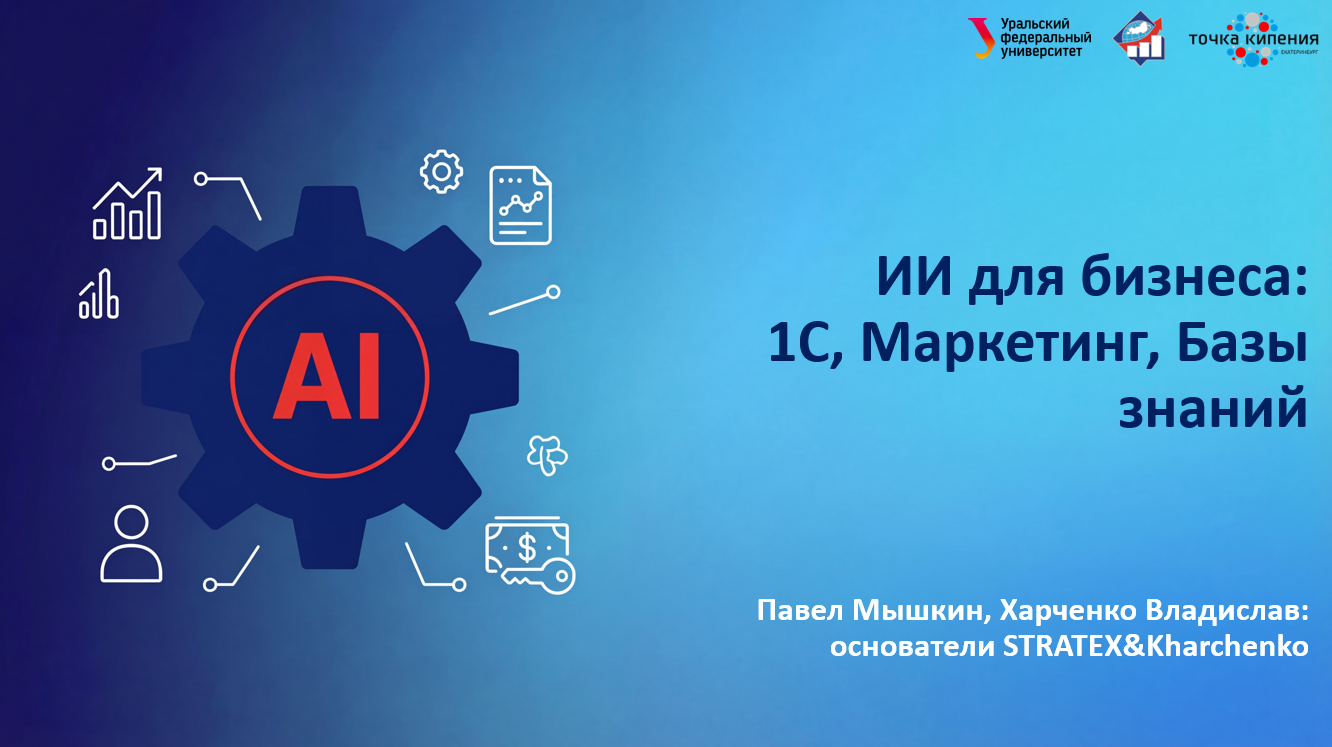 Уральский
федеральный
университет
точка кипения
ЕКАТЕРИНБУРГ
AI
$
ИИ для бизнеса:
1С, Маркетинг, Базы
знаний
Павел Мышкин, Харченко Владислав:
основатели STRATEX&Kharchenko